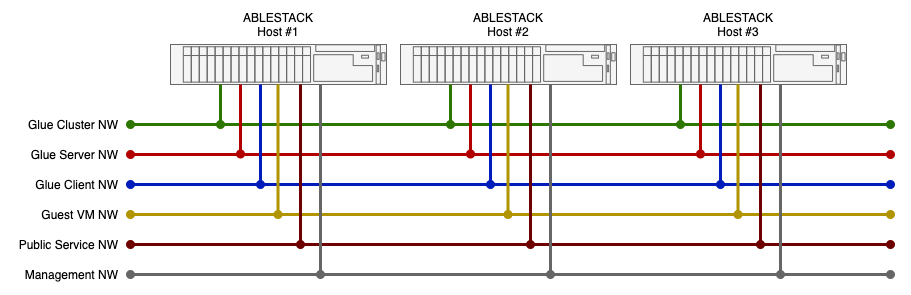 ABLESTACK
Host #1
ABLESTACK
Host #2
ABLESTACK
Host #3
Glue Cluster NW
Glue Server NW
Glue Client NW
Guest VM NW
Public Service NW
Management NW